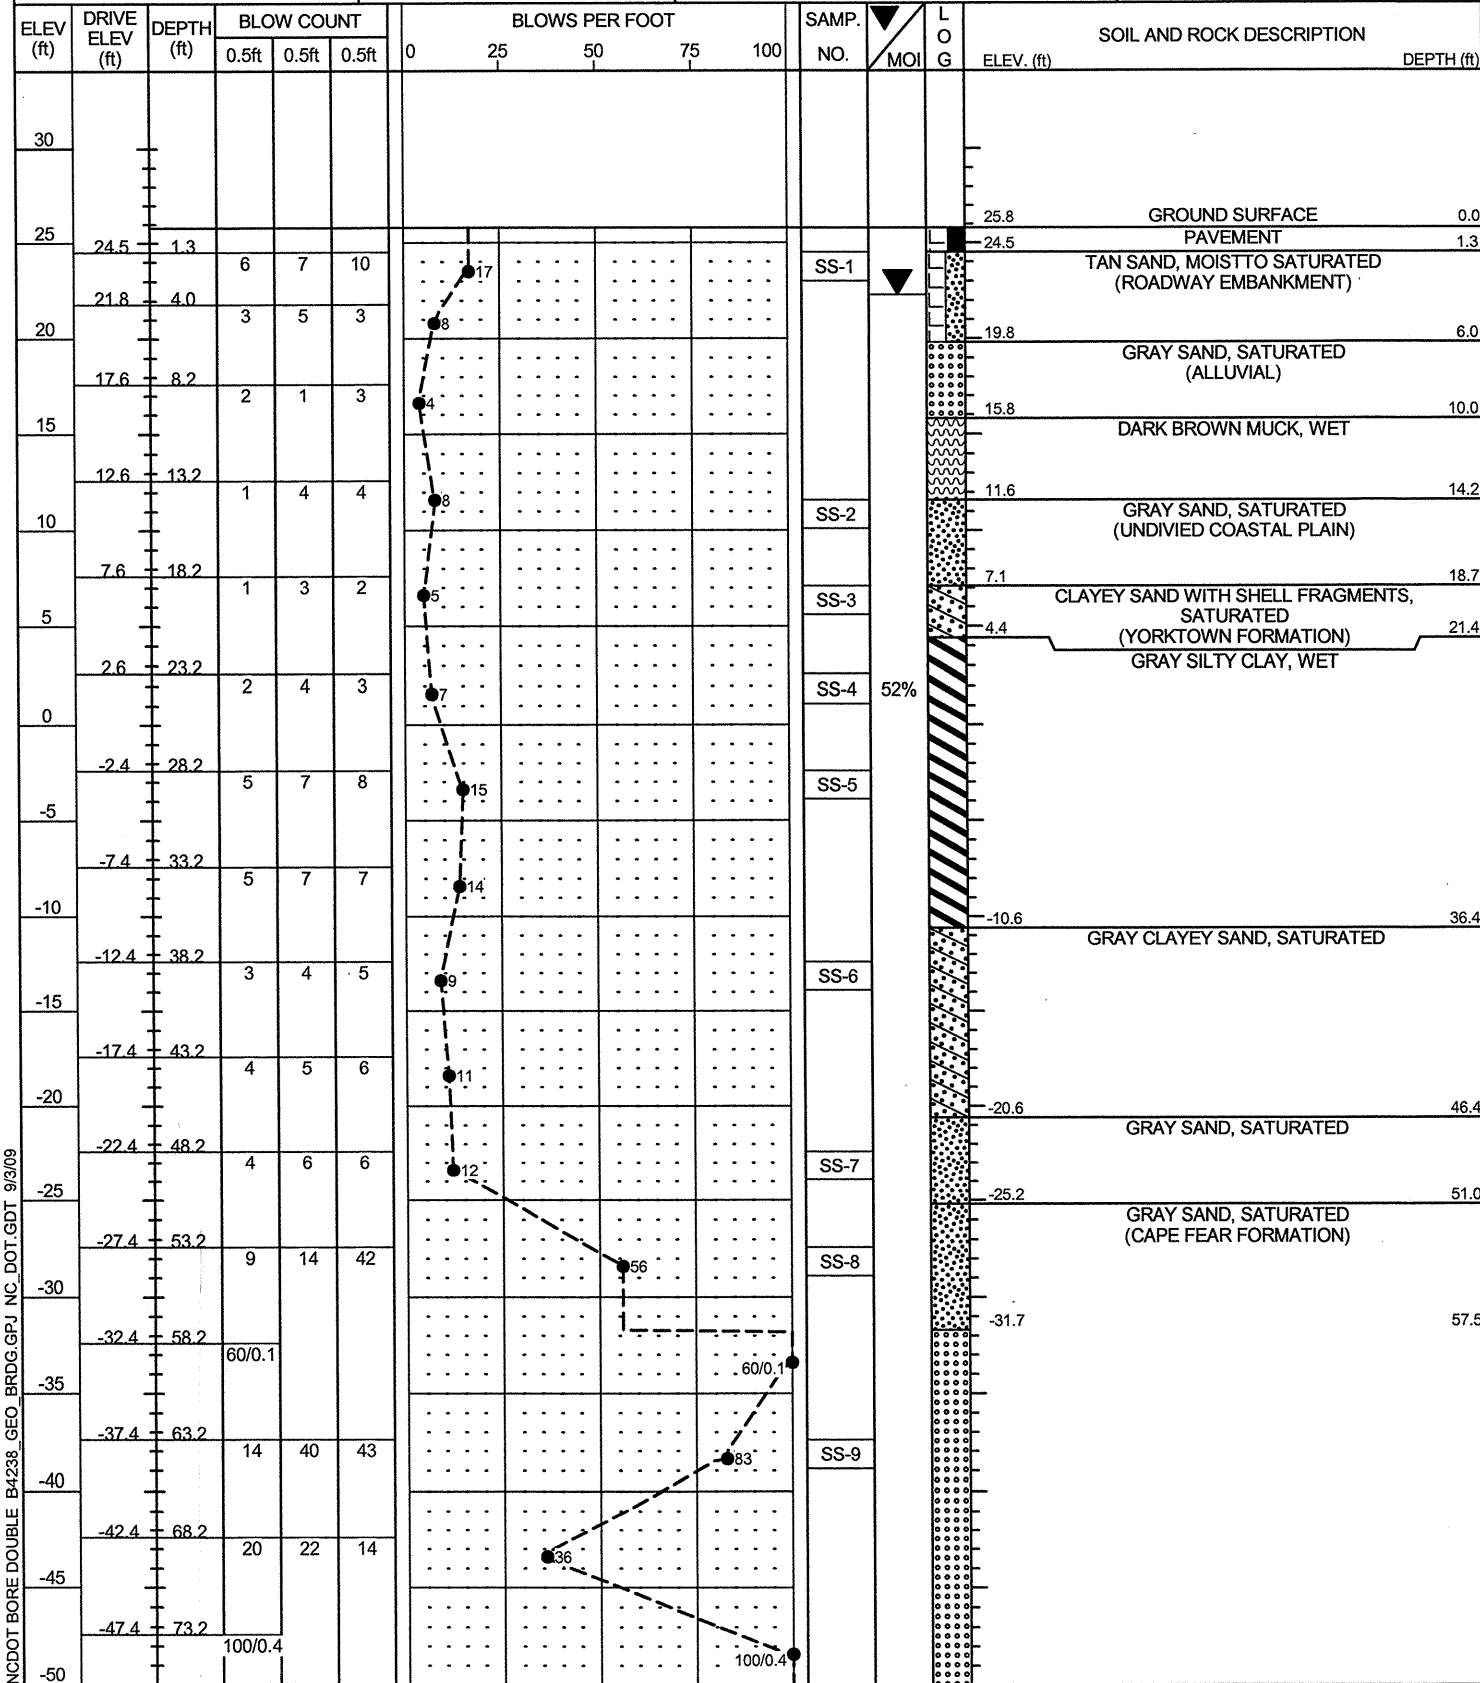 ELEV (ft) DRIVE ELEV (ft) DEPTH (ft) BLOW COUNT BLOWS PER FOOT SAMP. NO. MOI L O G SOIL AND ROCK DESCRIPTION
0.5ft 0.5ft 0.5ft 0 25 50 75 100 ELEV. (ft) DEPTH (ft)
30
25.8 GROUND SURFACE 0.0
25
24.5 PAVEMENT 1.3
24.5 1.3
6 7 10 17 SS-1 TAN SAND, MOISTTO SATURATED
(ROADWAY EMBANKMENT)
21.8 4.0
3 5 3 8
20
19.8 6.0
GRAY SAND, SATURATED
(ALLUVIAL)
17.6 8.2
2 1 3 4
15.8 10.0
15
DARK BROWN MUCK, WET
12.6 13.2
1 4 4 8
11.6 14.2
SS-2 GRAY SAND, SATURATED
10
(UNDIVIED COASTAL PLAIN)
7.6 18.2
7.1 18.7
1 3 2 5 SS-3 CLAYEY SAND WITH SHELL FRAGMENTS,
SATURATED
5
4.4 (YORKTOWN FORMATION) 21.4
GRAY SILTY CLAY, WET
2.6 23.2
2 4 3 7 SS-4 52%
0
-2.4 28.2
5 7 8 15 SS-5
-5
-7.4 33.2
5 7 7 14
-10
-10.6 36.4
GRAY CLAYEY SAND, SATURATED
-12.4 38.2
3 4 5 9 SS-6
-15
-17.4 43.2
4 5 6 11
-20
-20.6 46.4
GRAY SAND, SATURATED
-22.4 48.2
4 6 6 12 SS-7
-25
-25.2 51.0
GRAY SAND, SATURATED
(CAPE FEAR FORMATION)
-27.4 53.2
9 14 42 56 SS-8
-30
-31.7 57.5
-32.4 58.2
60/0.1 60/0.1
-35
-37.4 63.2
14 40 43 83 SS-9
-40
-42.4 68.2
20 22 14 36
-45
-47.4 73.2
100/0.4 100/0.4
-50
NCDOT BORE DOUBLE B4238_GEO_BRDG.GPJ NC_DOT.GDT 9/3/09